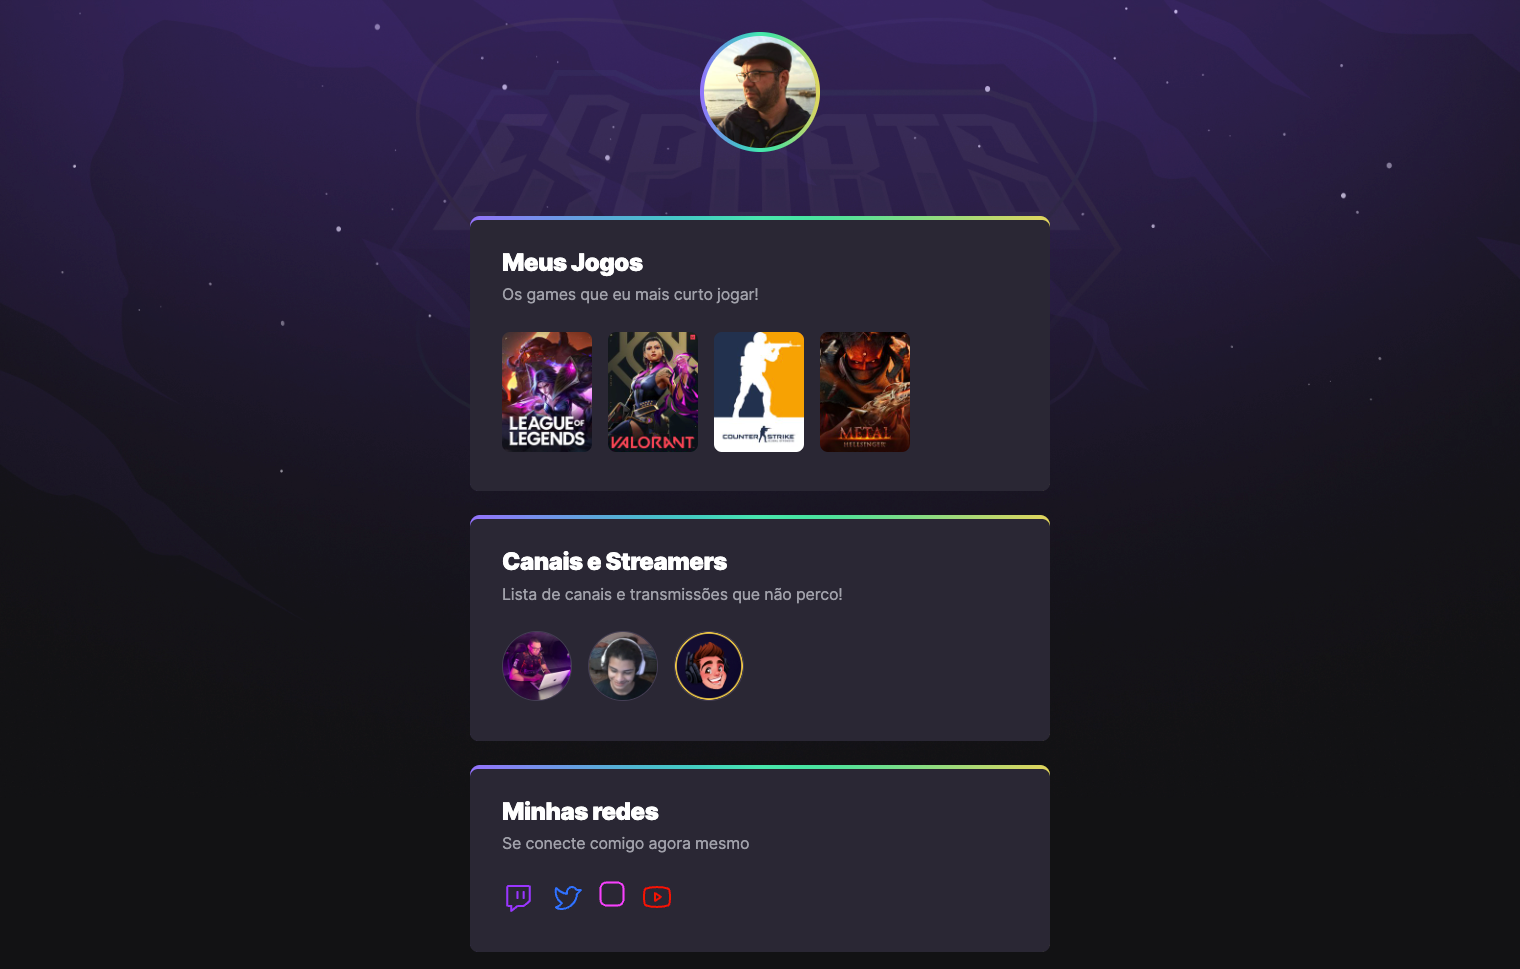 ESPORTS
Meus Jogos
Os games que eu mais curto jogar!
LEAGUE OF
LEGENDS
VALORANT
COUNTER STRIKE
METAL
HELLSINGER
Canais e Streamers
Lista de canais e transmissões que não perco!
Minhas redes
Se conecte comigo agora mesmo